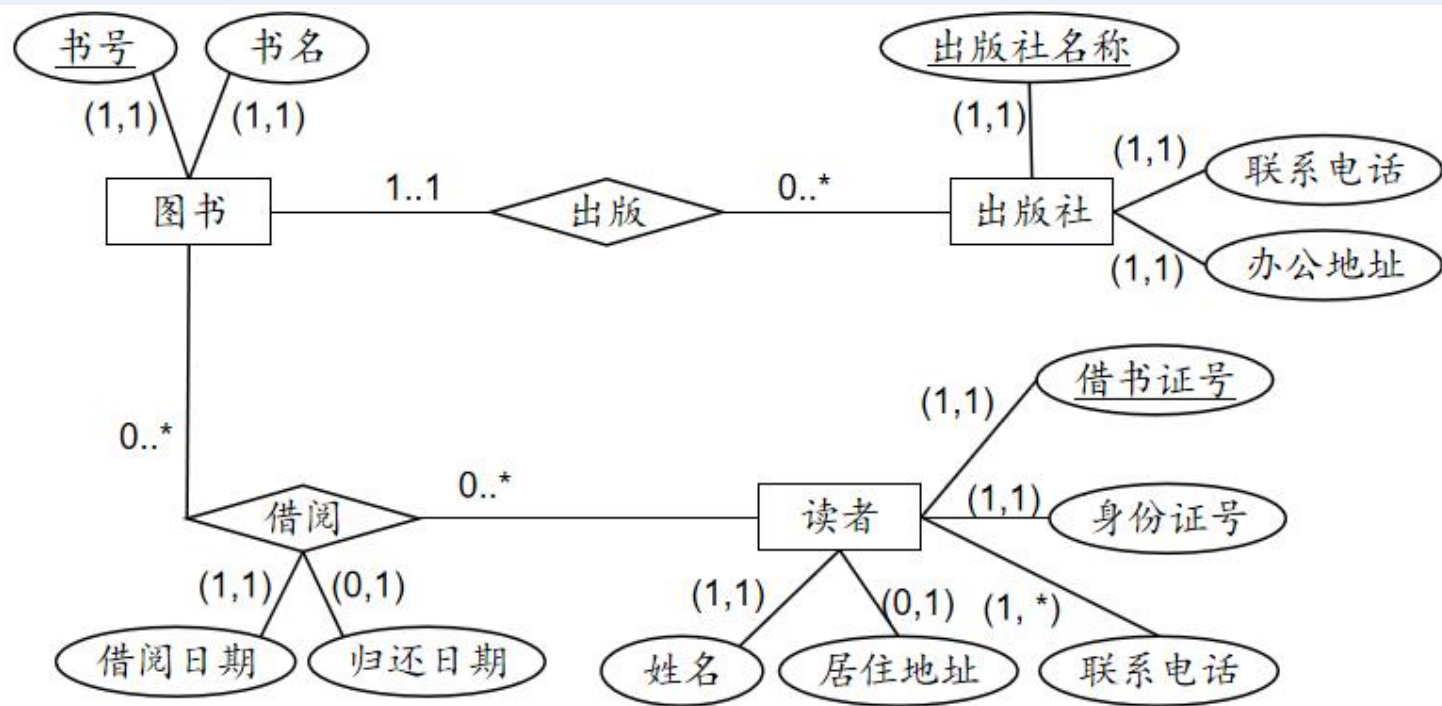 书号 书名 出版社名称
(1,1) (1,1) (1,1)
(1,1) 联系电话
图书 1..1 出版 0..* 出版社
(1,1) 办公地址
借书证号
(1,1)
0..*
0..*
借阅 读者 (1,1) 身份证号
(1,1) (0,1) (1,1) (0,1) (1, *)
借阅日期 归还日期 姓名 居住地址 联系电话